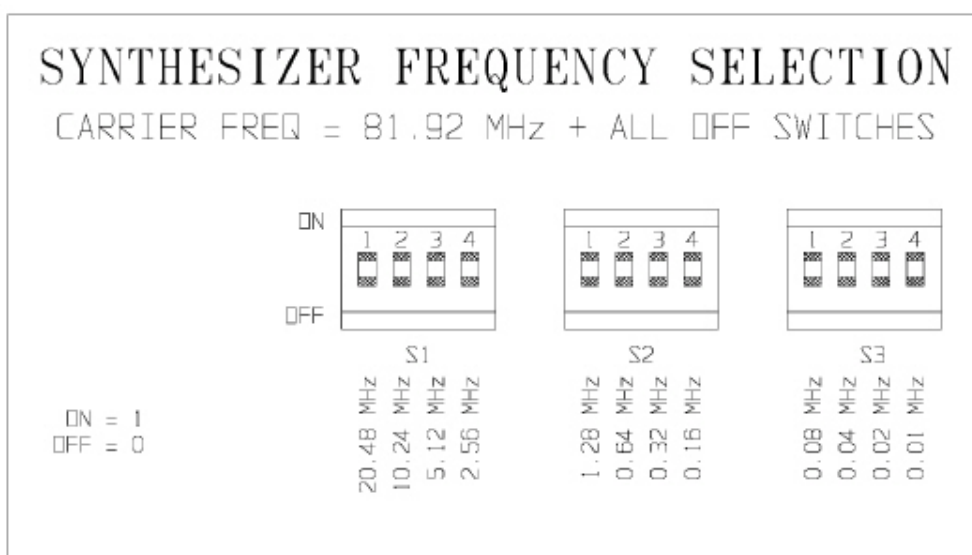 SYNTHESIZER FREQUENCY SELECTION
CARRIER FREQ = 81.92 MHz + ALL OFF SWITCHES
ON
1 2 3 4
1 2 3 4
1 2 3 4
OFF
S1
S2
S3
ON = 1
OFF = 0
20.48 MHz
10.24 MHz
5.12 MHz
2.56 MHz
1.28 MHz
0.64 MHz
0.32 MHz
0.16 MHz
0.08 MHz
0.04 MHz
0.02 MHz
0.01 MHz